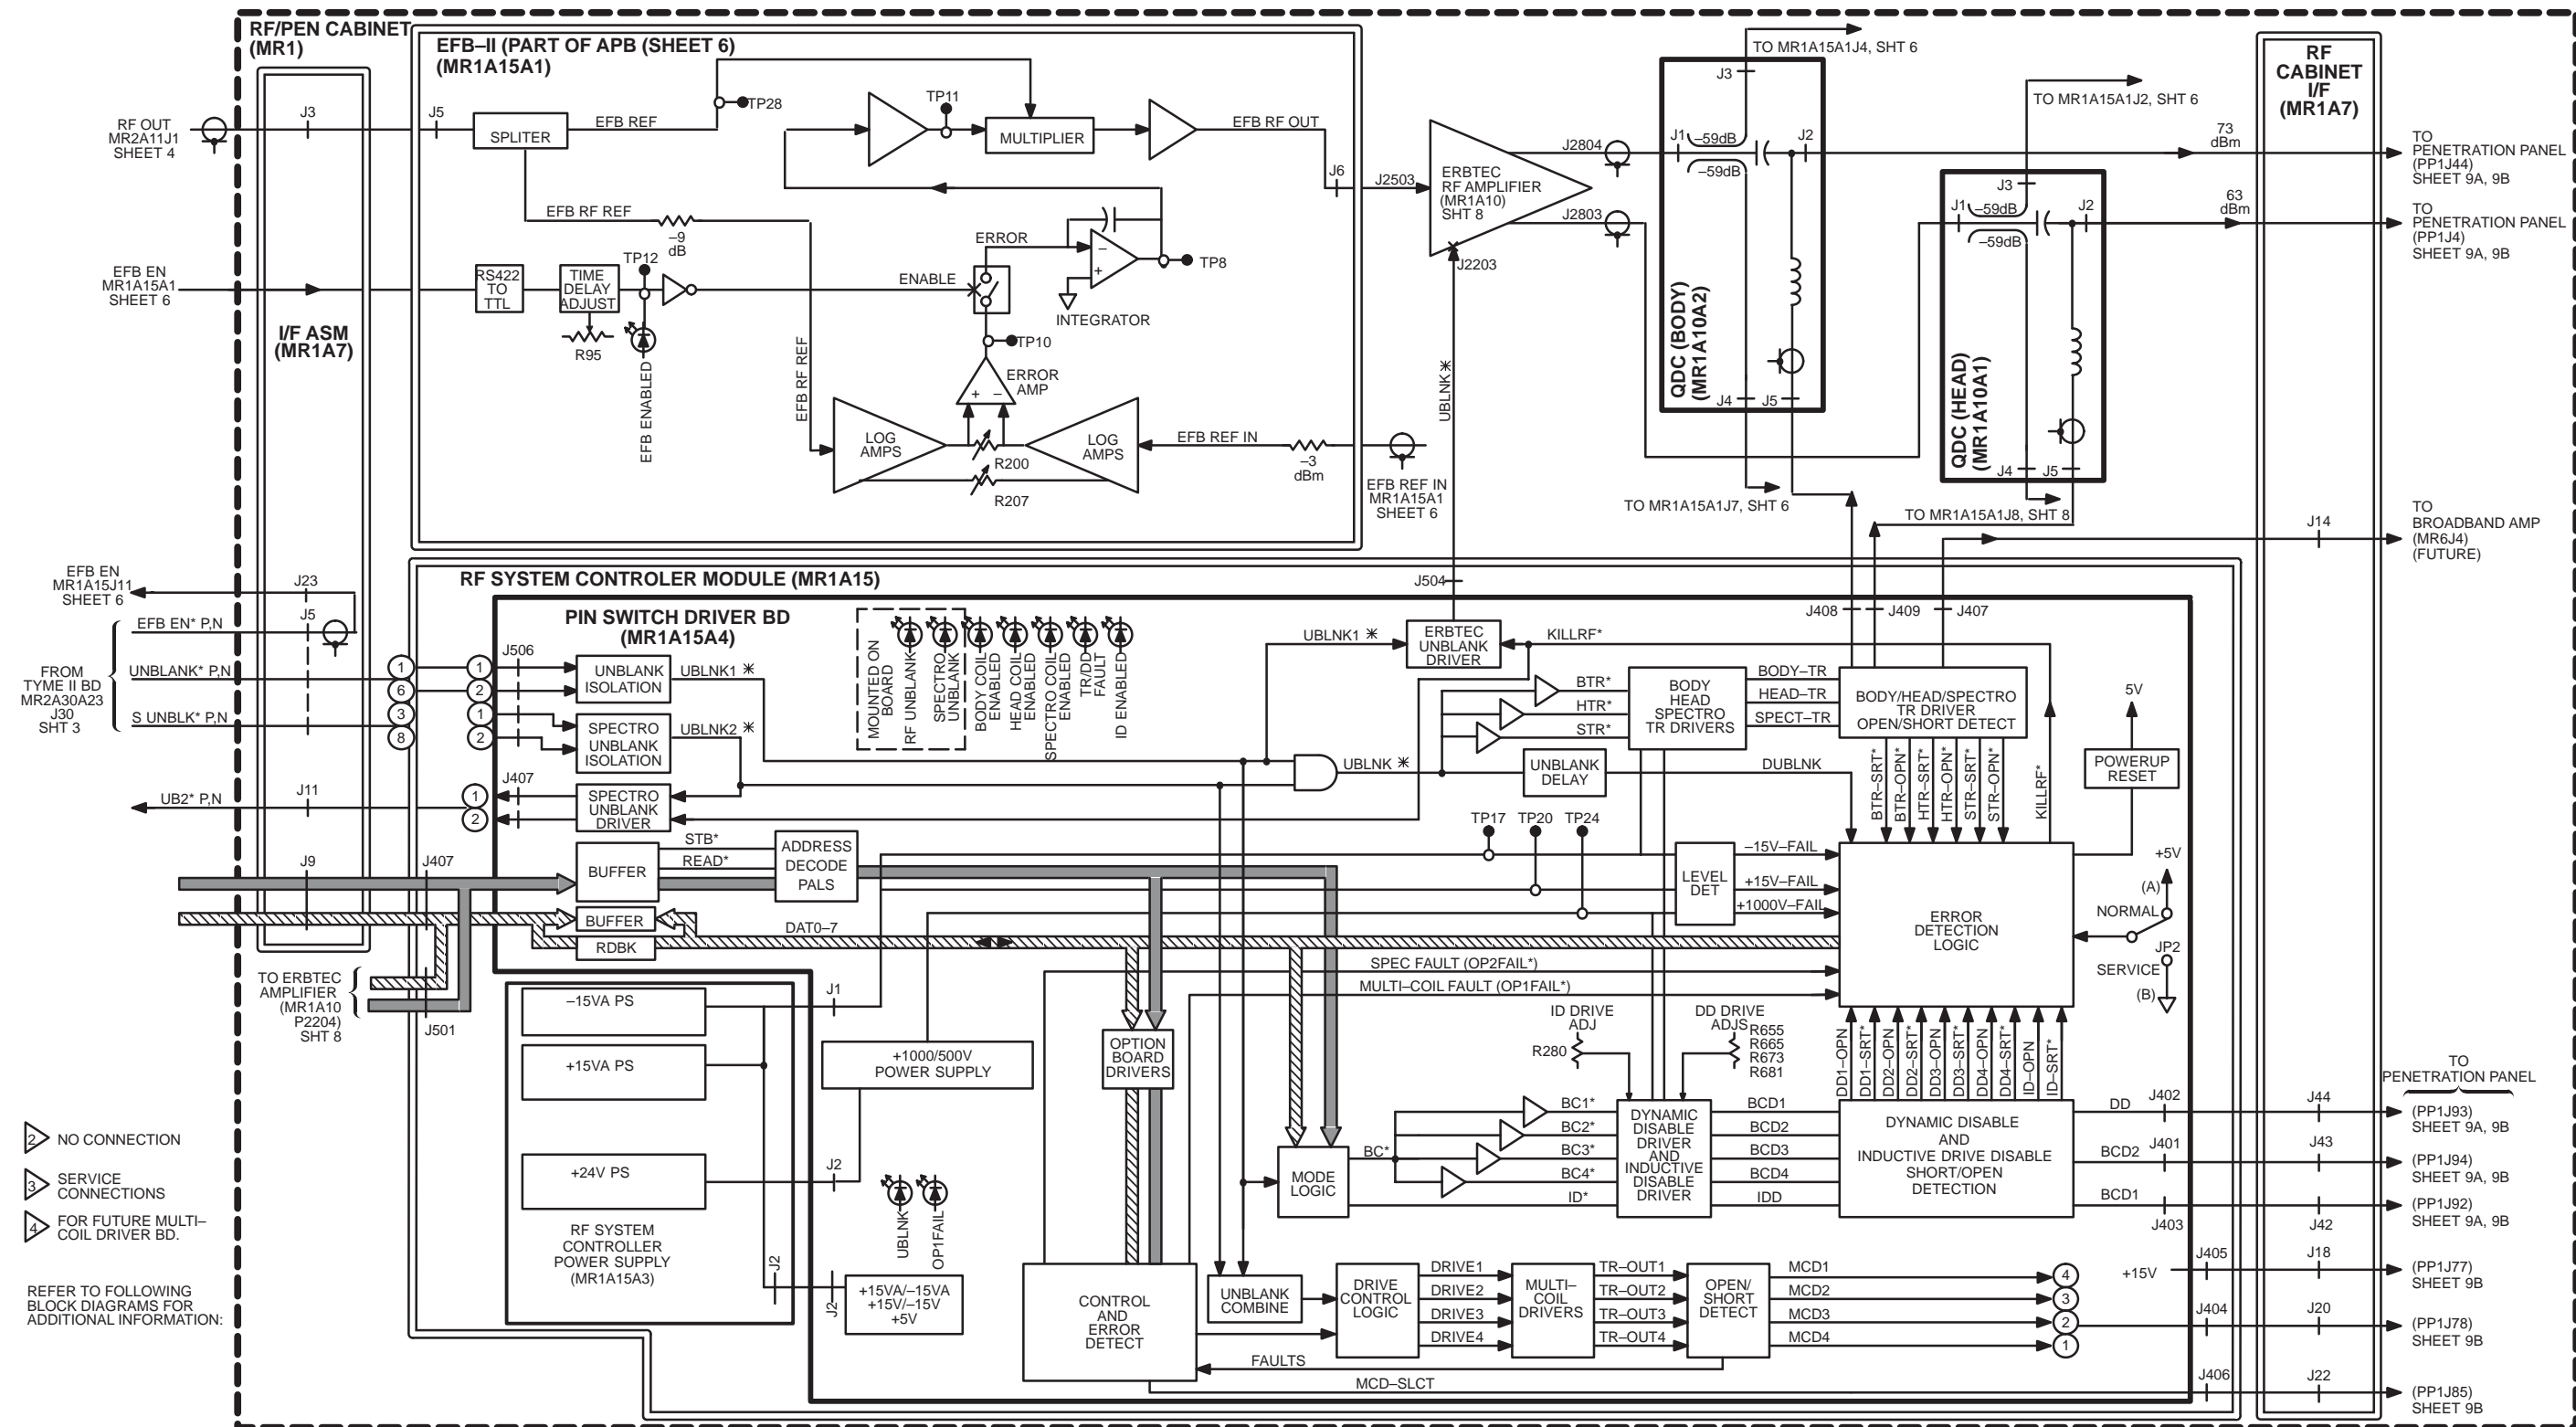 RF/PEN CABINET
(MR1)
EFB–II (PART OF APB (SHEET 6)
(MR1A15A1)
I/F ASM
(MR1A7)
RF
CABINET
I/F
(MR1A7)
RF OUT
MR2A11J1
SHEET 4
J3
J5
SPLITER
EFB REF
TP28
TP11
MULTIPLIER
EFB RF OUT
J6
J2503
EFB RF REF
–9
dB
EFB EN
MR1A15A1
SHEET 6
RS422
TO
TTL
TIME
DELAY
ADJUST
R95
TP12
EFB ENABLED
ENABLE
ERROR
–
+
INTEGRATOR
TP8
TP10
ERROR
AMP
+ –
EFB RF REF
LOG
AMPS
R200
R207
LOG
AMPS
EFB REF IN
–3
dBm
EFB REF IN
MR1A15A1
SHEET 6
ERBTEC
RF AMPLIFIER
(MR1A10)
SHT 8
J2804
J2803
J2203
UBLNK*
TO MR1A15A1J4, SHT 6
J3
J1
–59dB
–59dB
J2
QDC (BODY)
(MR1A10A2)
J4
J5
TO MR1A15A1J7, SHT 6
TO MR1A15A1J2, SHT 6
J3
J1
–59dB
–59dB
J2
QDC (HEAD)
(MR1A10A1)
J4
J5
TO MR1A15A1J8, SHT 8
73
dBm
63
dBm
TO
PENETRATION PANEL
(PP1J44)
SHEET 9A, 9B
TO
PENETRATION PANEL
(PP1J4)
SHEET 9A, 9B
J14
TO
BROADBAND AMP
(MR6J4)
(FUTURE)
EFB EN
MR1A15J11
SHEET 6
J23
J5
EFB EN* P,N
UNBLANK* P,N
S UNBLK* P,N
FROM
TYME II BD
MR2A30A23
J30
SHT 3
UB2* P,N
J11
J9
J407
TO ERBTEC
AMPLIFIER
(MR1A10
P2204)
SHT 8
J501
RF SYSTEM CONTROLER MODULE (MR1A15)
PIN SWITCH DRIVER BD
(MR1A15A4)
1
6
3
8
1
2
1
2
1
2
J506
J407
UNBLANK
ISOLATION
UBLNK1 *
SPECTRO
UNBLANK
ISOLATION
UBLNK2 *
SPECTRO
UNBLANK
DRIVER
MOUNTED ON
BOARD
RF UNBLANK
SPECTRO
UNBLANK
BODY COIL
ENABLED
HEAD COIL
ENABLED
SPECTRO COIL
ENABLED
TR/DD
FAULT
ID ENABLED
J504
UBLNK1 *
ERBTEC
UNBLANK
DRIVER
KILLRF*
J408
J409
J407
BTR*
HTR*
STR*
BODY
HEAD
SPECTRO
TR DRIVERS
BODY–TR
HEAD–TR
SPECT–TR
BODY/HEAD/SPECTRO
TR DRIVER
OPEN/SHORT DETECT
UBLNK *
UNBLANK
DELAY
DUBLNK
BTR–SRT*
BTR–OPN*
HTR–SRT*
HTR–OPN*
STR–SRT*
STR–OPN*
KILLRF*
5V
POWERUP
RESET
BUFFER
STB*
READ*
ADDRESS
DECODE
PALS
BUFFER
RDBK
DAT0–7
TP17
TP20
TP24
LEVEL
DET
–15V–FAIL
+15V–FAIL
+1000V–FAIL
ERROR
DETECTION
LOGIC
+5V
(A)
NORMAL
JP2
SERVICE
(B)
SPEC FAULT (OP2FAIL*)
MULTI–COIL FAULT (OP1FAIL*)
–15VA PS
+15VA PS
+24V PS
RF SYSTEM
CONTROLLER
POWER SUPPLY
(MR1A15A3)
J1
J2
J2
J2
+1000/500V
POWER SUPPLY
UBLNK
OP1FAIL
+15VA/–15VA
+15V/–15V
+5V
OPTION
BOARD
DRIVERS
ID DRIVE
ADJ
R280
DD DRIVE
ADJS
R655
R665
R673
R681
DD1–OPN
DD1–SRT*
DD2–OPN
DD2–SRT*
DD3–OPN
DD3–SRT*
DD4–OPN
DD4–SRT*
ID–OPN
ID–SRT*
MODE
LOGIC
BC*
BC1*
BC2*
BC3*
BC4*
ID*
DYNAMIC
DISABLE
DRIVER
AND
INDUCTIVE
DISABLE
DRIVER
BCD1
BCD2
BCD3
BCD4
IDD
DYNAMIC DISABLE
AND
INDUCTIVE DRIVE DISABLE
SHORT/OPEN
DETECTION
DD
J402
BCD2
J401
BCD1
J403
J44
J43
J42
TO
PENETRATION PANEL
(PP1J93)
SHEET 9A, 9B
(PP1J94)
SHEET 9A, 9B
(PP1J92)
SHEET 9A, 9B
CONTROL
AND
ERROR
DETECT
UNBLANK
COMBINE
DRIVE
CONTROL
LOGIC
DRIVE1
DRIVE2
DRIVE3
DRIVE4
MULTI–
COIL
DRIVERS
TR–OUT1
TR–OUT2
TR–OUT3
TR–OUT4
OPEN/
SHORT
DETECT
MCD1
MCD2
MCD3
MCD4
4
3
2
1
FAULTS
MCD–SLCT
+15V
J405
J404
J406
J18
J20
J22
(PP1J77)
SHEET 9B
(PP1J78)
SHEET 9B
(PP1J85)
SHEET 9B
2 NO CONNECTION
3 SERVICE
CONNECTIONS
4 FOR FUTURE MULTI–
COIL DRIVER BD.
REFER TO FOLLOWING
BLOCK DIAGRAMS FOR
ADDITIONAL INFORMATION: